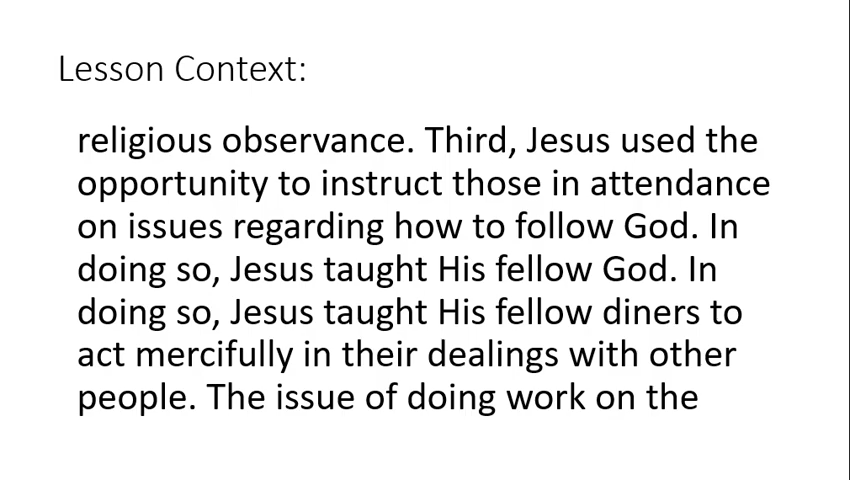 Lesson Context:
religious observance. Third, Jesus used the
opportunity to instruct those in attendance
on issues regarding how to follow God. In
doing so, Jesus taught His fellow God. In
doing so, Jesus taught His fellow diners to
act mercifully in their dealings with other
people. The issue of doing work on the